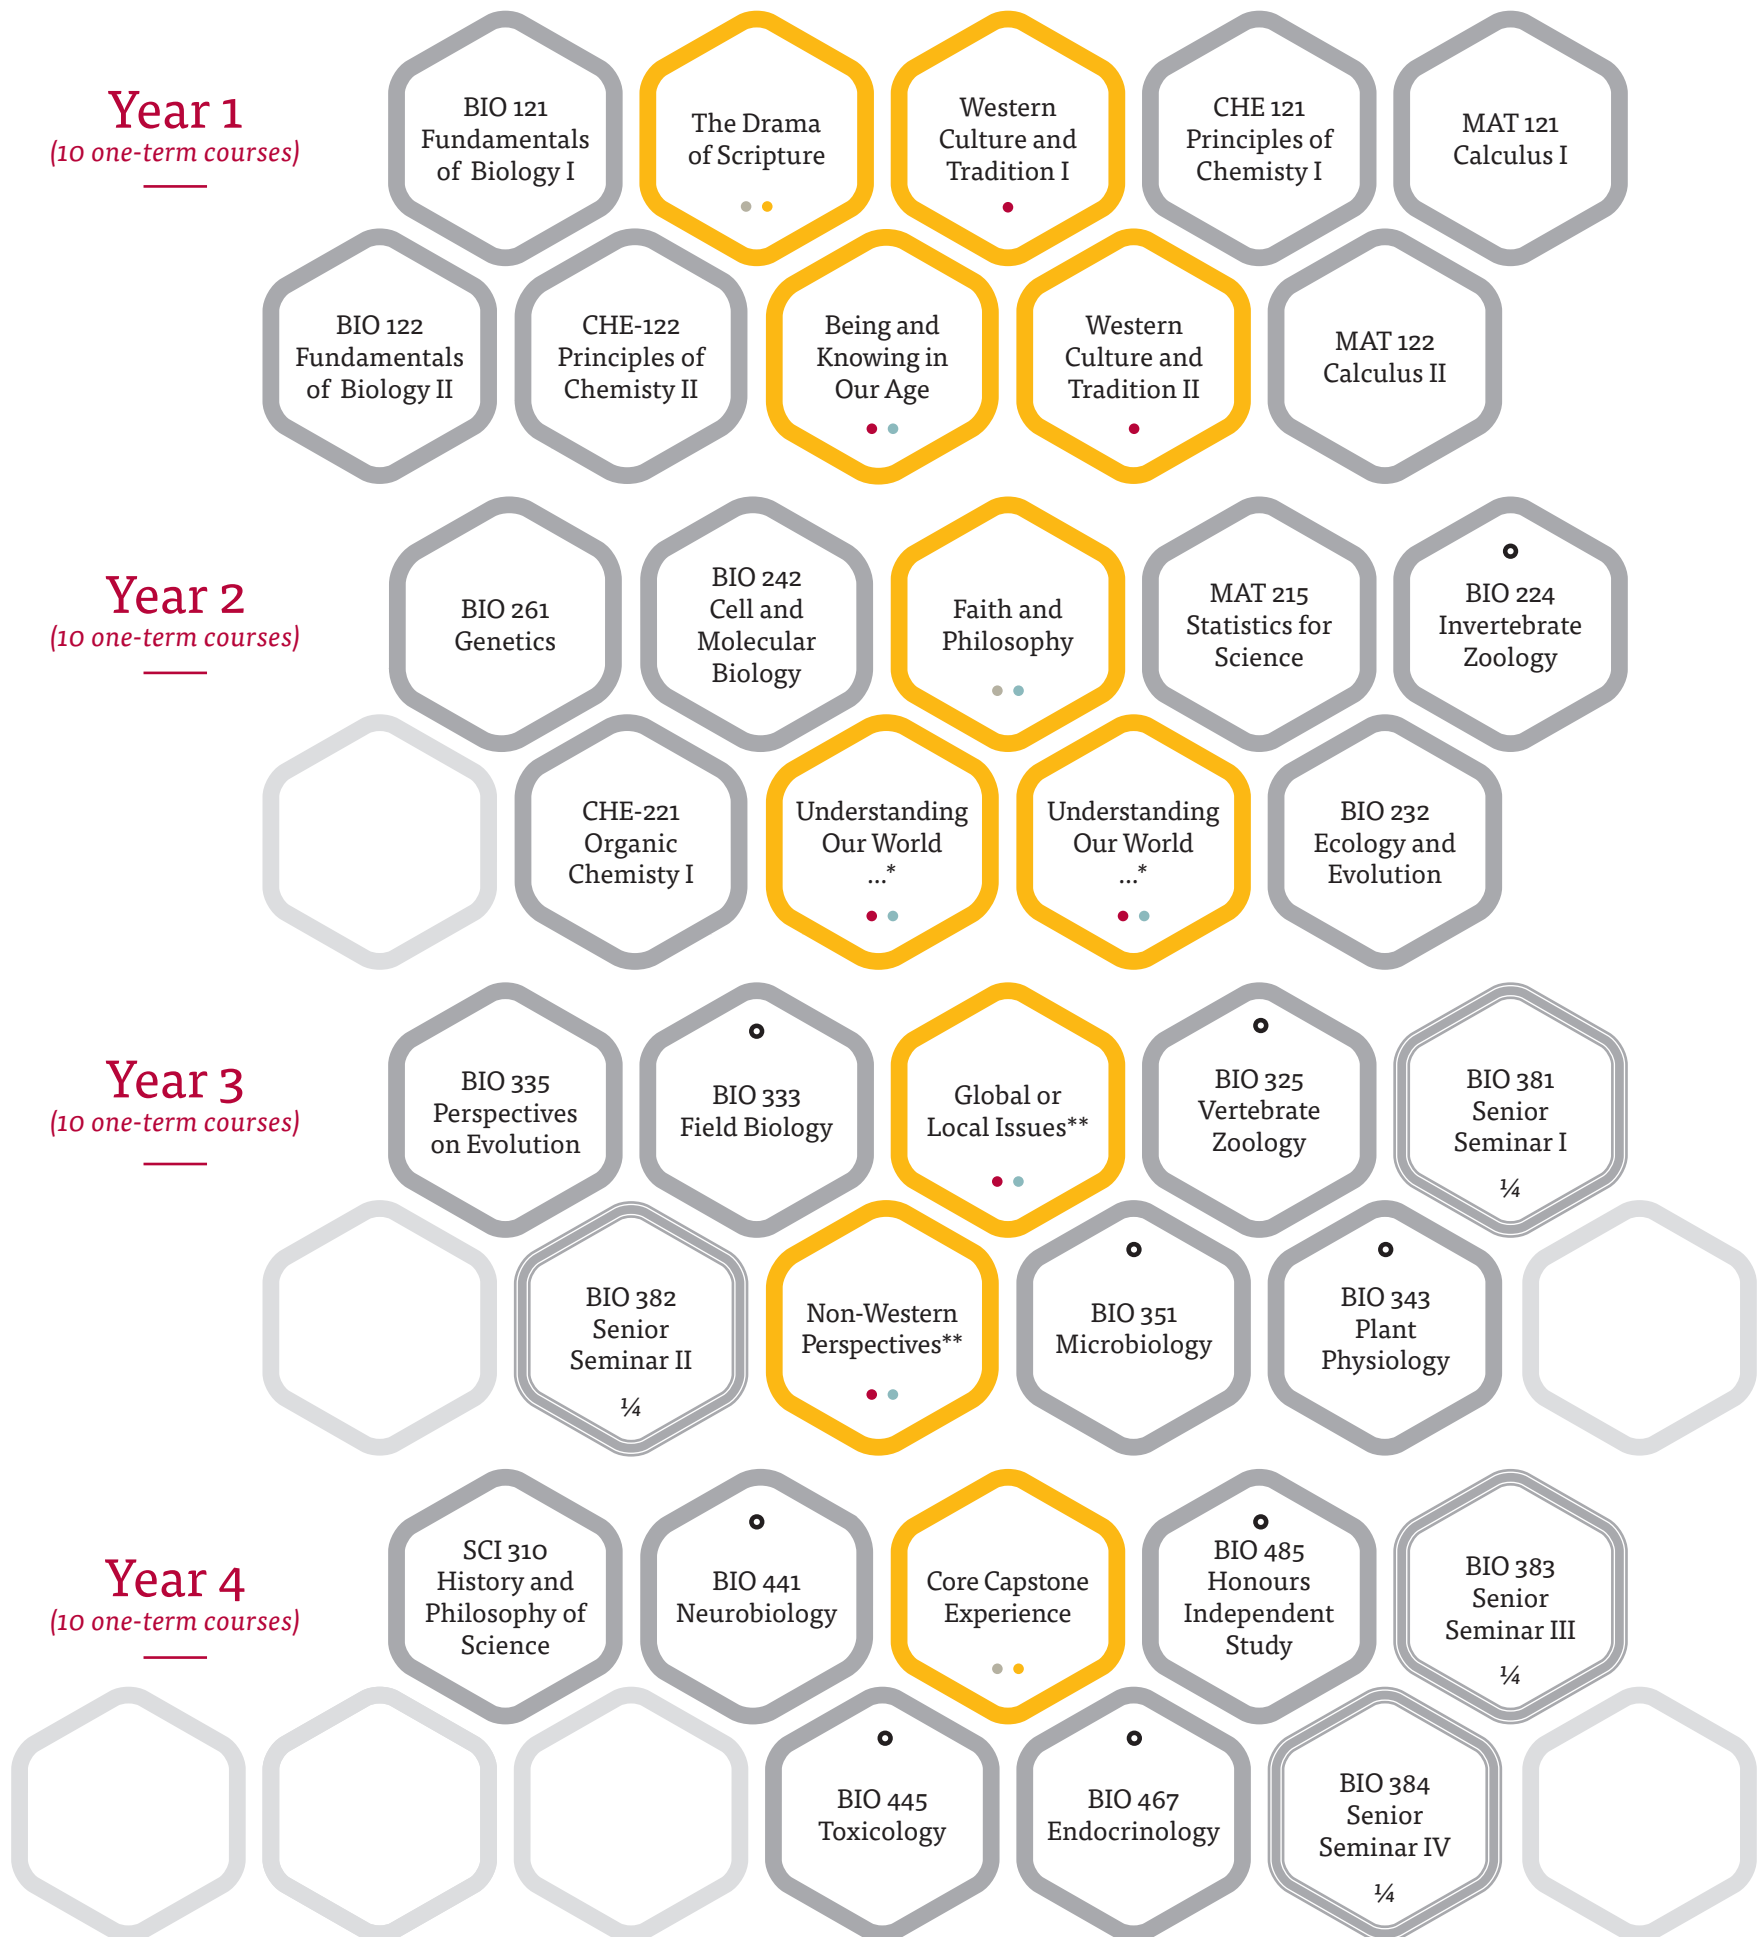 Year 1
(10 one-term courses)
BIO 121
Fundamentals
of Biology I
The Drama
of Scripture
Western
Culture and
Tradition I
CHE 121
Principles of
Chemisty I
MAT 121
Calculus I
BIO 122
Fundamentals
of Biology II
CHE-122
Principles of
Chemisty II
Being and
Knowing in
Our Age
Western
Culture and
Tradition II
MAT 122
Calculus II
Year 2
(10 one-term courses)
BIO 261
Genetics
BIO 242
Cell and
Molecular
Biology
Faith and
Philosophy
MAT 215
Statistics for
Science
BIO 224
Invertebrate
Zoology
CHE-221
Organic
Chemisty I
Understanding
Our World
...*
Understanding
Our World
...*
BIO 232
Ecology and
Evolution
Year 3
(10 one-term courses)
BIO 335
Perspectives
on Evolution
BIO 333
Field Biology
Global or
Local Issues**
BIO 325
Vertebrate
Zoology
BIO 381
Senior
Seminar I
¼
BIO 382
Senior
Seminar II
¼
Non-Western
Perspectives**
BIO 351
Microbiology
BIO 343
Plant
Physiology
Year 4
(10 one-term courses)
SCI 310
History and
Philosophy of
Science
BIO 441
Neurobiology
Core Capstone
Experience
BIO 485
Honours
Independent
Study
BIO 383
Senior
Seminar III
¼
BIO 445
Toxicology
BIO 467
Endocrinology
BIO 384
Senior
Seminar IV
¼